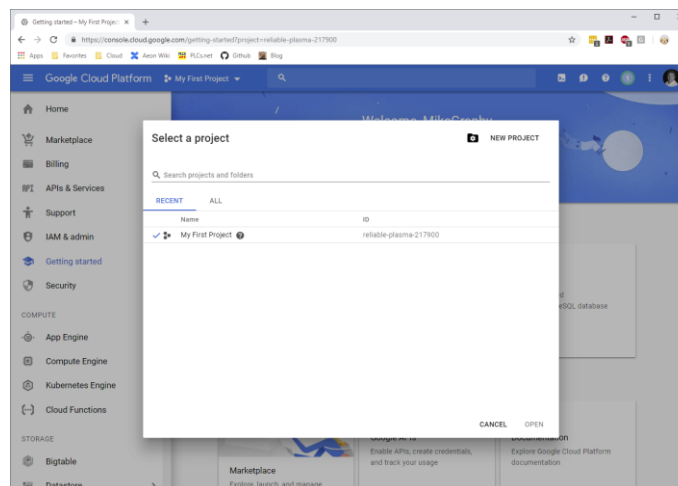 Getting started – My First Project
https://console.cloud.google.com/getting-started?project=reliable-plasma-217900
Apps Favorites Cloud Aeon Wiki PLCs.net Github Blog
Google Cloud Platform My First Project
Home
Marketplace
Billing
API APIs & Services
Support
IAM & admin
Getting started
Security
COMPUTE
App Engine
Compute Engine
Kubernetes Engine
Cloud Functions
STORAGE
Bigtable
Datastore
Select a project
NEW PROJECT
Search projects and folders
RECENT ALL
Name ID
My First Project reliable-plasma-217900
CANCEL OPEN
eSQL database
Marketplace
Explore, launch, and manage
Google APIs
Enable APIs, create credentials,
and track your usage
Documentation
Explore Google Cloud Platform
documentation